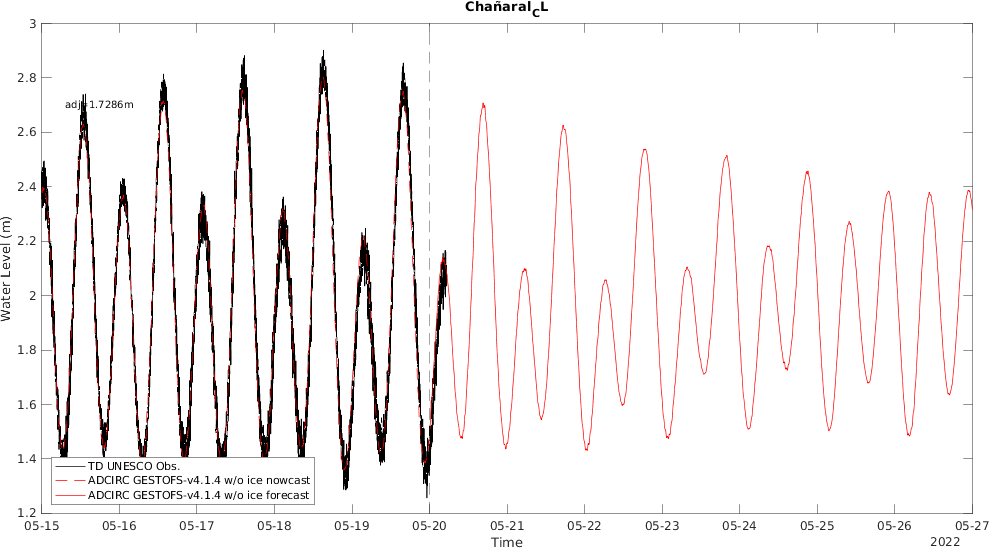 Chañaral_CL
3
2.8
2.6
2.4
2.2
2
1.8
1.6
1.4
1.2
Water Level (m)
adj=1.7286m
TD UNESCO Obs.
ADCIRC GESTOFS-v4.1.4 w/o ice nowcast
ADCIRC GESTOFS-v4.1.4 w/o ice forecast
05-15 05-16 05-17 05-18 05-19 05-20 05-21 05-22 05-23 05-24 05-25 05-26 05-27
Time
2022